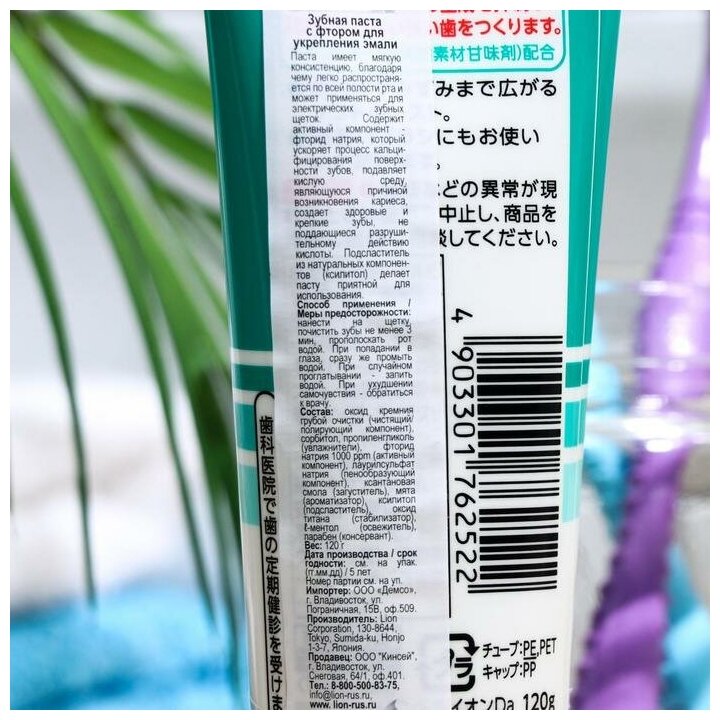 Зубная паста
с фтором для
укрепления эмали
Паста имеет мягкую
консистенцию, благодаря
чему легко распространя-
ется по всей полости рта и
может применяться для
электрических зубных
щеток. Содержит
активный компонент -
фторид натрия, который
ускоряет процесс кальци-
фицирования поверх-
ности зубов, подавляет
кислую среду,
являющуюся причиной
возникновения кариеса,
создает здоровые и
крепкие зубы, не
поддающиеся разруши-
тельному действию
кислоты. Подсластитель
из натуральных компонен-
тов (ксилитол) делает
пасту приятной для
использования.
Способ применения /
Меры предосторожности:
нанести на щетку,
почистить зубы не менее 3
мин, прополоскать рот
водой. При попадании в
глаза, сразу же промыть
водой. При случайном
проглатывании - запить
водой. При ухудшении
самочувствия - обратиться
к врачу.
Состав: оксид кремния
грубой очистки (чистящий/
полирующий компонент),
сорбитол, пропиленгликоль
(увлажнители), фторид
натрия 1000 ppm (активный
компонент), лаурилсульфат
натрия (пенообразующий
компонент), ксантановая
смола (загуститель), мята
(ароматизатор), ксилитол
(подсластитель), оксид
титана (стабилизатор),
ℓ-ментол (освежитель),
парабен (консервант).
Вес: 120 г
Дата производства / срок
годности: см. на упак.
(гг.мм.дд) / 5 лет
Номер партии см. на уп.
Импортер: ООО «Демсо»,
г. Владивосток, ул.
Пограничная, 15В, оф.509.
Производитель: Lion
Corporation, 130-8644,
Tokyo, Sumida-ku, Honjo
1-3-7, Япония.
Продавец: ООО "Кинсей",
г. Владивосток, ул.
Снеговая, 64/1, оф.401.
Тел.: 8-800-500-83-75,
info@lion-rus.ru,
www.lion-rus.ru
い歯をつくります。
素材甘味剤)配合
みまで広がる
ト。
にもお使い
。
どの異常が現
中止し、商品を
談してください。
4 903301 762522
歯科医院で歯の定期健診を受けま
チューブ:PE,PET
キャップ:PP
イオンDa 120g